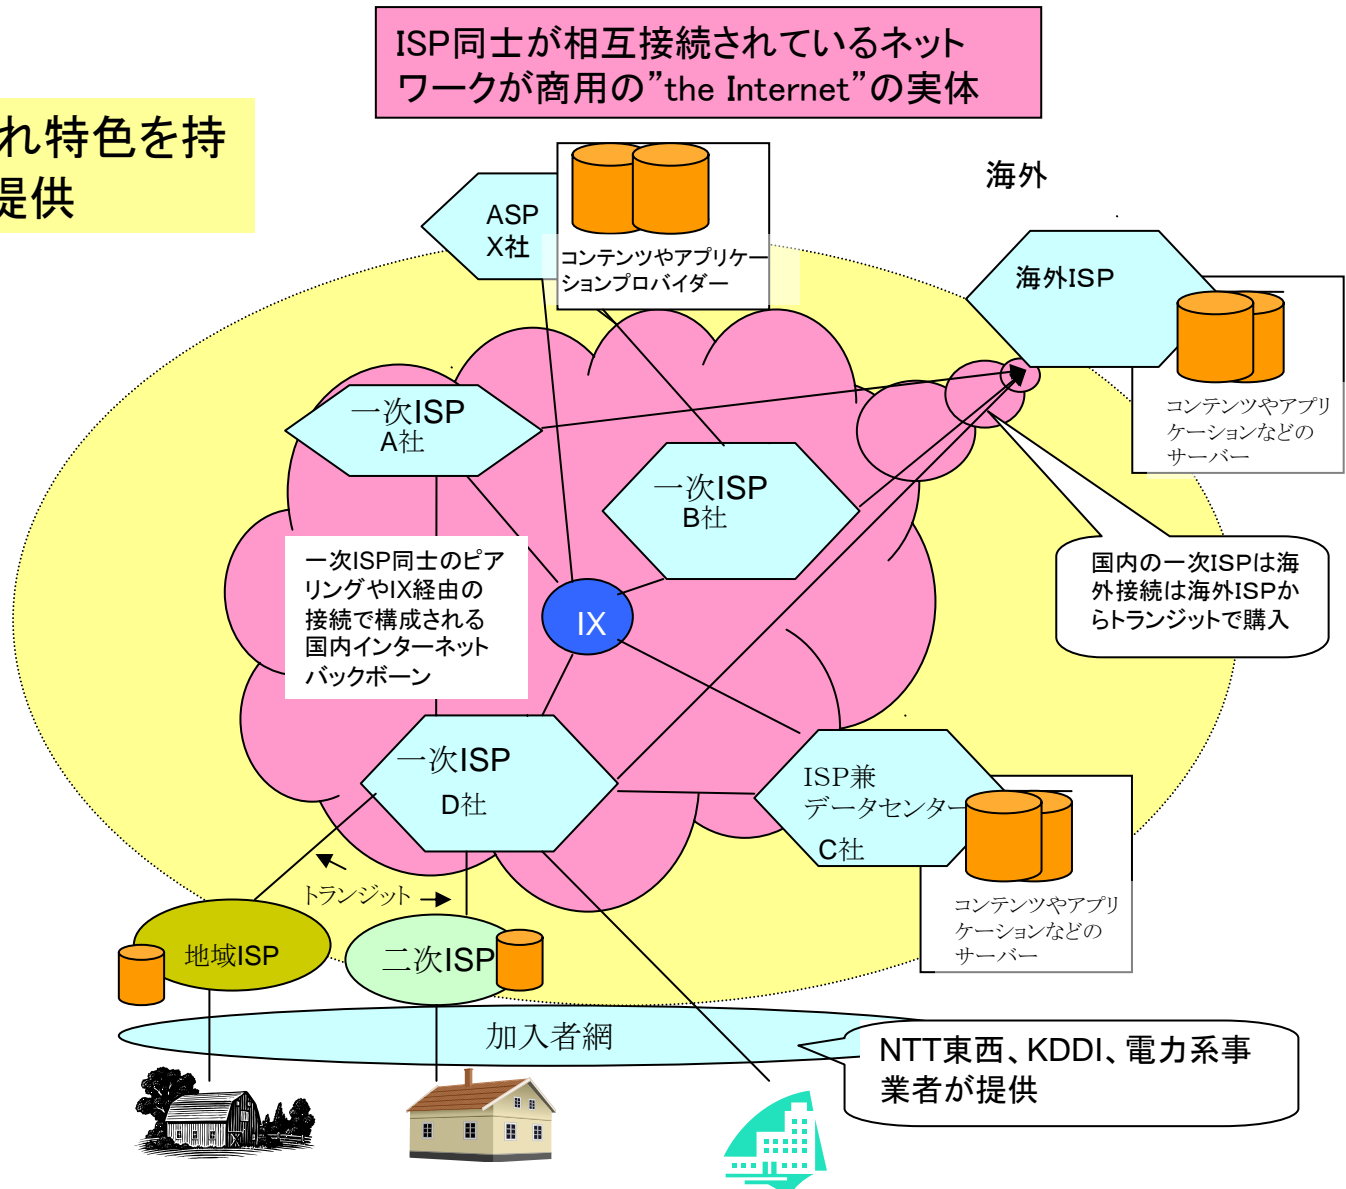 ISP同士が相互接続されているネット
ワークが商用の”the Internet”の実体
れ特色を持
提供
海外
ASP
X社
コンテンツやアプリケー
ションプロバイダー
海外ISP
コンテンツやアプリ
ケーションなどの
サーバー
一次ISP
A社
一次ISP
B社
一次ISP同士のピア
リングやIX経由の
接続で構成される
国内インターネット
バックボーン
IX
国内の一次ISPは海
外接続は海外ISPか
らトランジットで購入
一次ISP
D社
ISP兼
データセンター
C社
コンテンツやアプリ
ケーションなどの
サーバー
トランジット
地域ISP
二次ISP
加入者網
NTT東西、KDDI、電力系事
業者が提供